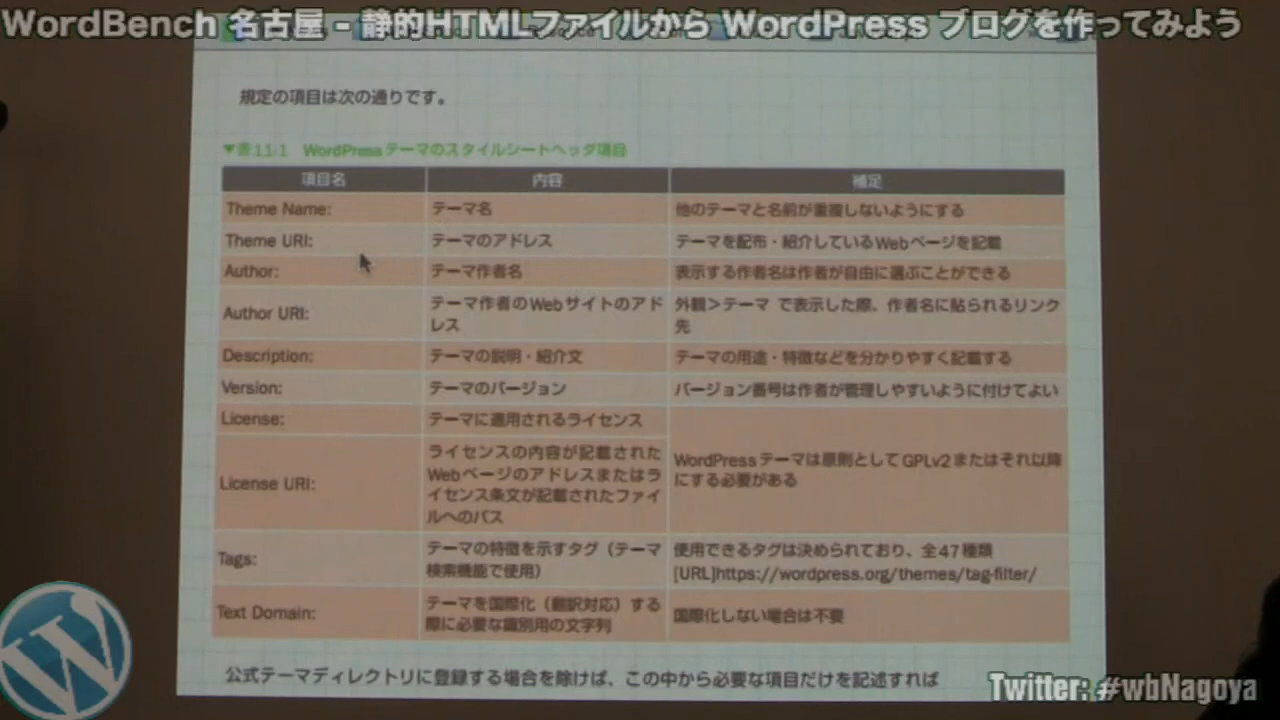 WordBench 名古屋 - 静的HTMLファイルから WordPress ブログを作ってみよう
規定の項目は次の通りです。
▼表11-1 WordPressテーマのスタイルシートヘッダ項目
項目名 内容 補足
Theme Name: テーマ名 他のテーマと名前が重複しないようにする
Theme URI: テーマのアドレス テーマを配布・紹介しているWebページを記載
Author: テーマ作者名 表示する作者名は作者が自由に選ぶことができる
Author URI: テーマ作者のWebサイトのアド
レス
外観>テーマ で表示した際、作者名に貼られるリンク
先
Description: テーマの説明・紹介文 テーマの用途・特徴などを分かりやすく記載する
Version: テーマのバージョン バージョン番号は作者が管理しやすいように付けてよい
License: テーマに適用されるライセンス
License URI: ライセンスの内容が記載された
Webページのアドレスまたはラ
イセンス条文が記載されたファイ
ルへのパス
WordPressテーマは原則としてGPLv2またはそれ以降
にする必要がある
Tags: テーマの特徴を示すタグ（テーマ
検索機能で使用）
使用できるタグは決められており、全47種類
[URL]https://wordpress.org/themes/tag-filter/
Text Domain: テーマを国際化（翻訳対応）する
際に必要な識別用の文字列
国際化しない場合は不要
公式テーマディレクトリに登録する場合を除けば、この中から必要な項目だけを記述すれば
Twitter: #wbNagoya